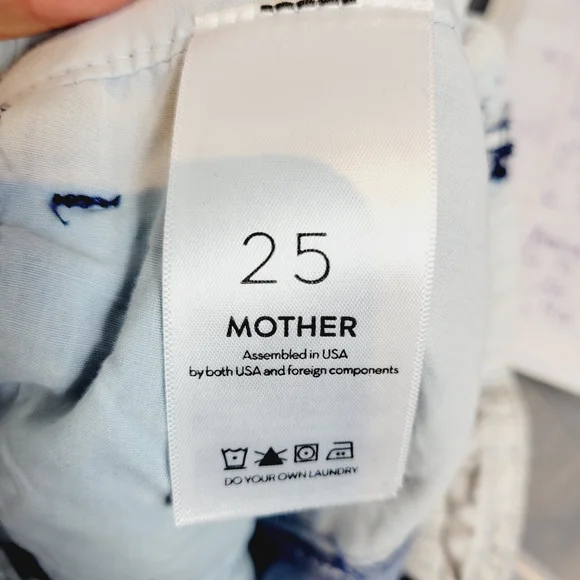 25
MOTHER
Assembled in USA
by both USA and foreign components
DO YOUR OWN LAUNDRY